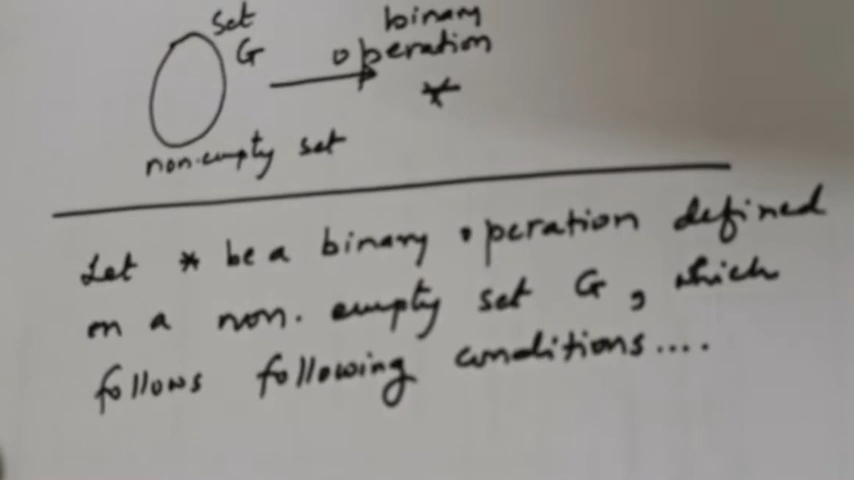 set
G
binary
operation
*
non-empty set
Let * be a binary operation defined
on a non-empty set G, which
follows following conditions....